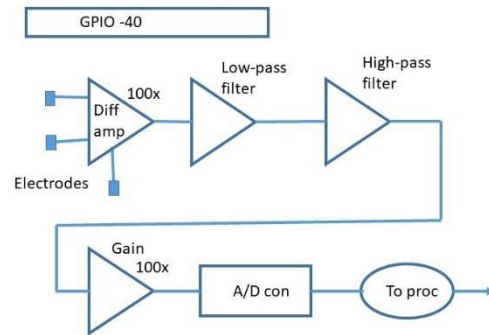 GPIO -40
Low-pass
filter
High-pass
filter
100x
Diff
amp
Electrodes
Gain
100x
A/D con
To proc